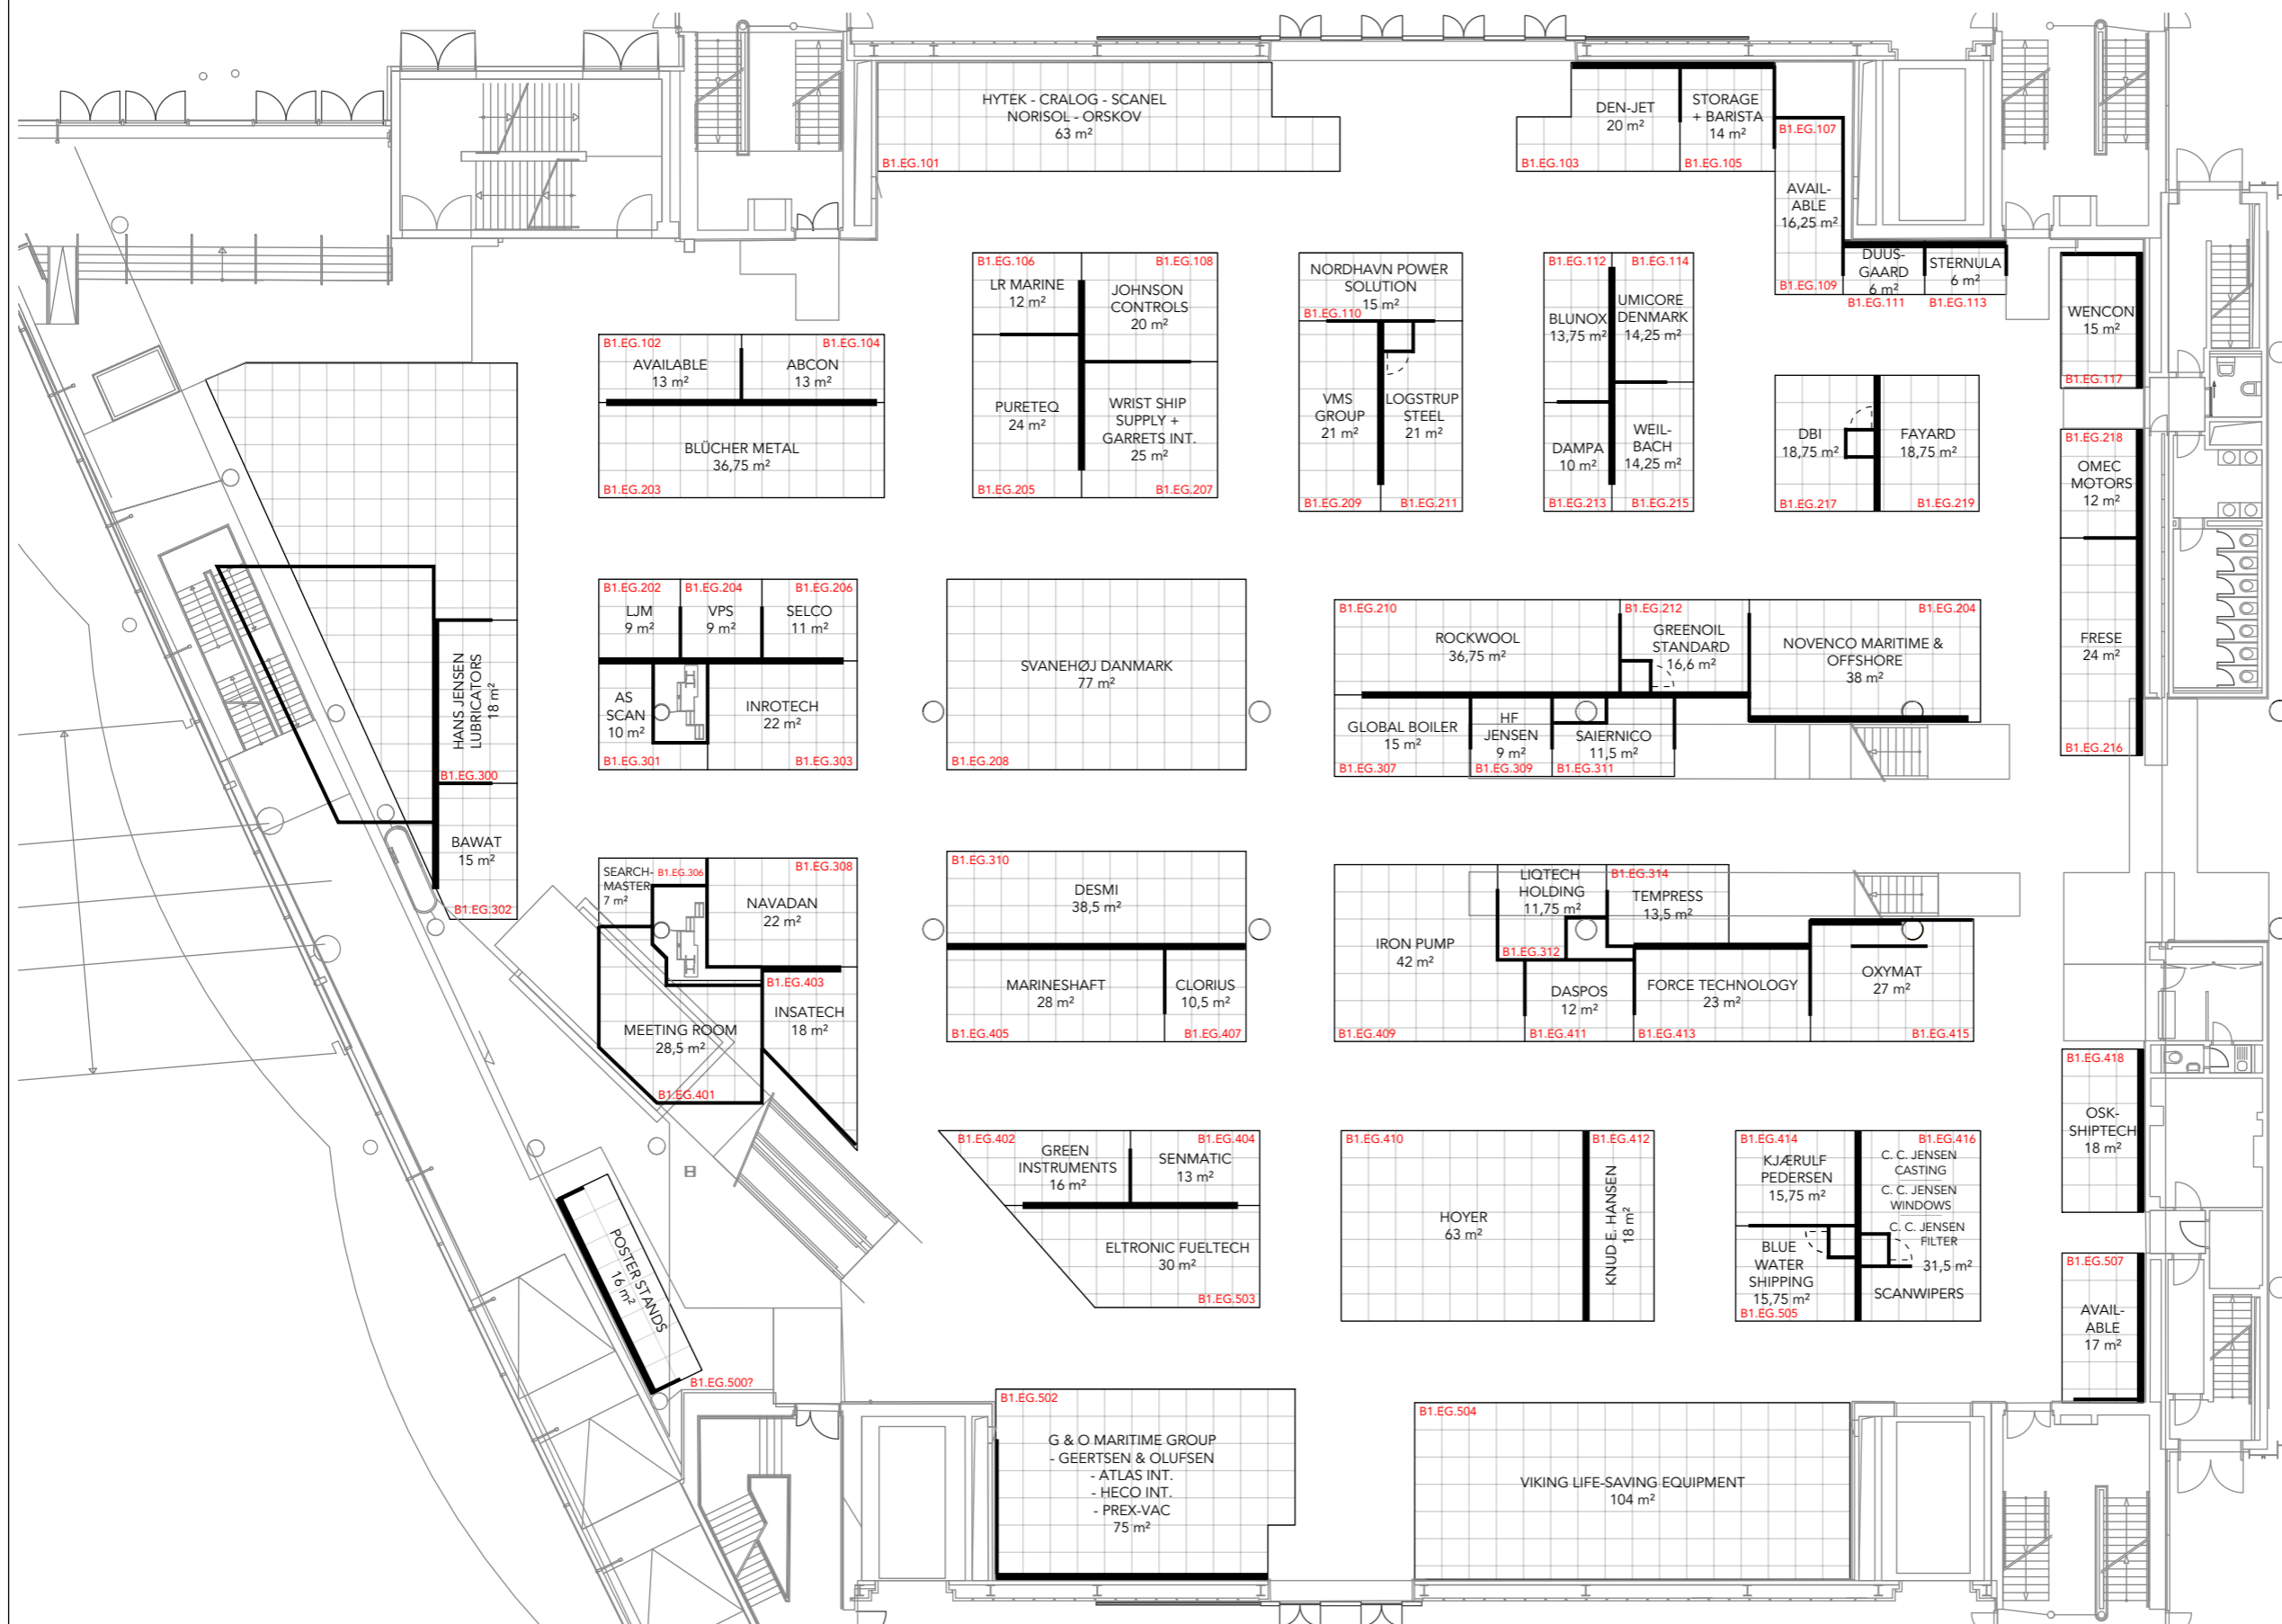 HYTEK - CRALOG - SCANEL
NORISOL - ORSKOV
63 m²
B1.EG.101
DEN-JET
20 m²
B1.EG.103
STORAGE
+ BARISTA
14 m²
B1.EG.105
B1.EG.107
AVAIL-
ABLE
16,25 m²
B1.EG.109
DUUS-
GAARD
6 m²
B1.EG.111
STERNULA
6 m²
B1.EG.113
WENCON
15 m²
B1.EG.117
B1.EG.102
AVAILABLE
13 m²
B1.EG.104
ABCON
13 m²
BLÜCHER METAL
36,75 m²
B1.EG.203
B1.EG.106
LR MARINE
12 m²
B1.EG.108
JOHNSON
CONTROLS
20 m²
PURETEQ
24 m²
B1.EG.205
WRIST SHIP
SUPPLY +
GARRETS INT.
25 m²
B1.EG.207
NORDHAVN POWER
SOLUTION
15 m²
B1.EG.110
VMS
GROUP
21 m²
B1.EG.209
LOGSTRUP
STEEL
21 m²
B1.EG.211
B1.EG.112
BLUNOX
13,75 m²
B1.EG.114
UMICORE
DENMARK
14,25 m²
DAMPA
10 m²
B1.EG.213
WEIL-
BACH
14,25 m²
B1.EG.215
DBI
18,75 m²
B1.EG.217
FAYARD
18,75 m²
B1.EG.219
B1.EG.218
OMEC
MOTORS
12 m²
FRESE
24 m²
B1.EG.216
HANS JENSEN
LUBRICATORS
18 m²
B1.EG.300
BAWAT
15 m²
B1.EG.302
B1.EG.202
LJM
9 m²
B1.EG.204
VPS
9 m²
B1.EG.206
SELCO
11 m²
AS
SCAN
10 m²
B1.EG.301
INROTECH
22 m²
B1.EG.303
SVANEHØJ DANMARK
77 m²
B1.EG.208
B1.EG.210
ROCKWOOL
36,75 m²
B1.EG.212
GREENOIL
STANDARD
16,6 m²
B1.EG.204
NOVENCO MARITIME &
OFFSHORE
38 m²
GLOBAL BOILER
15 m²
B1.EG.307
HF
JENSEN
9 m²
B1.EG.309
SAIERNICO
11,5 m²
B1.EG.311
SEARCH-
MASTER
7 m²
B1.EG.306
B1.EG.308
NAVADAN
22 m²
B1.EG.403
INSATECH
18 m²
MEETING ROOM
28,5 m²
B1.EG.401
B1.EG.310
DESMI
38,5 m²
MARINESHAFT
28 m²
B1.EG.405
CLORIUS
10,5 m²
B1.EG.407
IRON PUMP
42 m²
B1.EG.409
LIQTECH
HOLDING
11,75 m²
B1.EG.312
B1.EG.314
TEMPRESS
13,5 m²
DASPOS
12 m²
B1.EG.411
FORCE TECHNOLOGY
23 m²
B1.EG.413
OXYMAT
27 m²
B1.EG.415
B1.EG.418
OSK-
SHIPTECH
18 m²
B1.EG.402
GREEN
INSTRUMENTS
16 m²
B1.EG.404
SENMATIC
13 m²
ELTRONIC FUELTECH
30 m²
B1.EG.503
B1.EG.410
HOYER
63 m²
B1.EG.412
KNUD E. HANSEN
18 m²
B1.EG.414
KJÆRULF
PEDERSEN
15,75 m²
BLUE
WATER
SHIPPING
15,75 m²
B1.EG.505
B1.EG.416
C. C. JENSEN
CASTING
C. C. JENSEN
WINDOWS
C. C. JENSEN
FILTER
31,5 m²
SCANWIPERS
B1.EG.507
AVAIL-
ABLE
17 m²
POSTER STANDS
16 m²
B1.EG.500?
B1.EG.502
G & O MARITIME GROUP
- GEERTSEN & OLUFSEN
- ATLAS INT.
- HECO INT.
- PREX-VAC
75 m²
B1.EG.504
VIKING LIFE-SAVING EQUIPMENT
104 m²